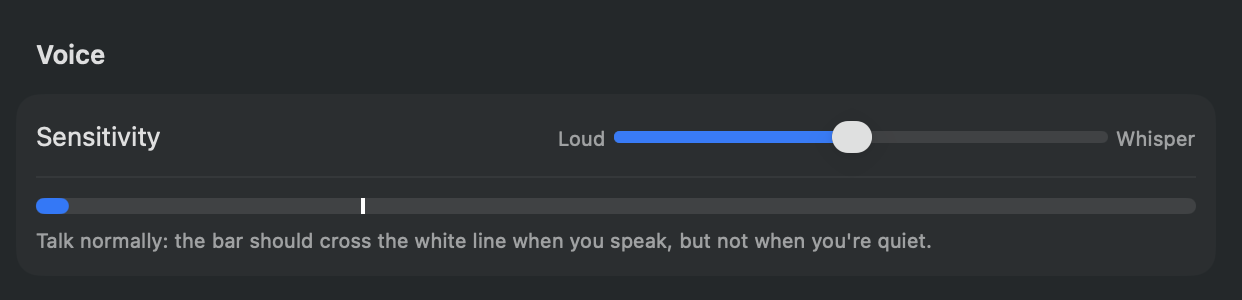 Voice
Sensitivity
Loud
Whisper
Talk normally: the bar should cross the white line when you speak, but not when you're quiet.